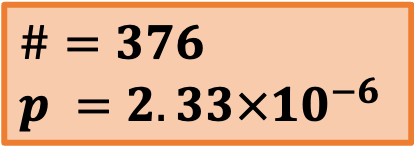 # = 376
p = 2.33×10⁻⁶